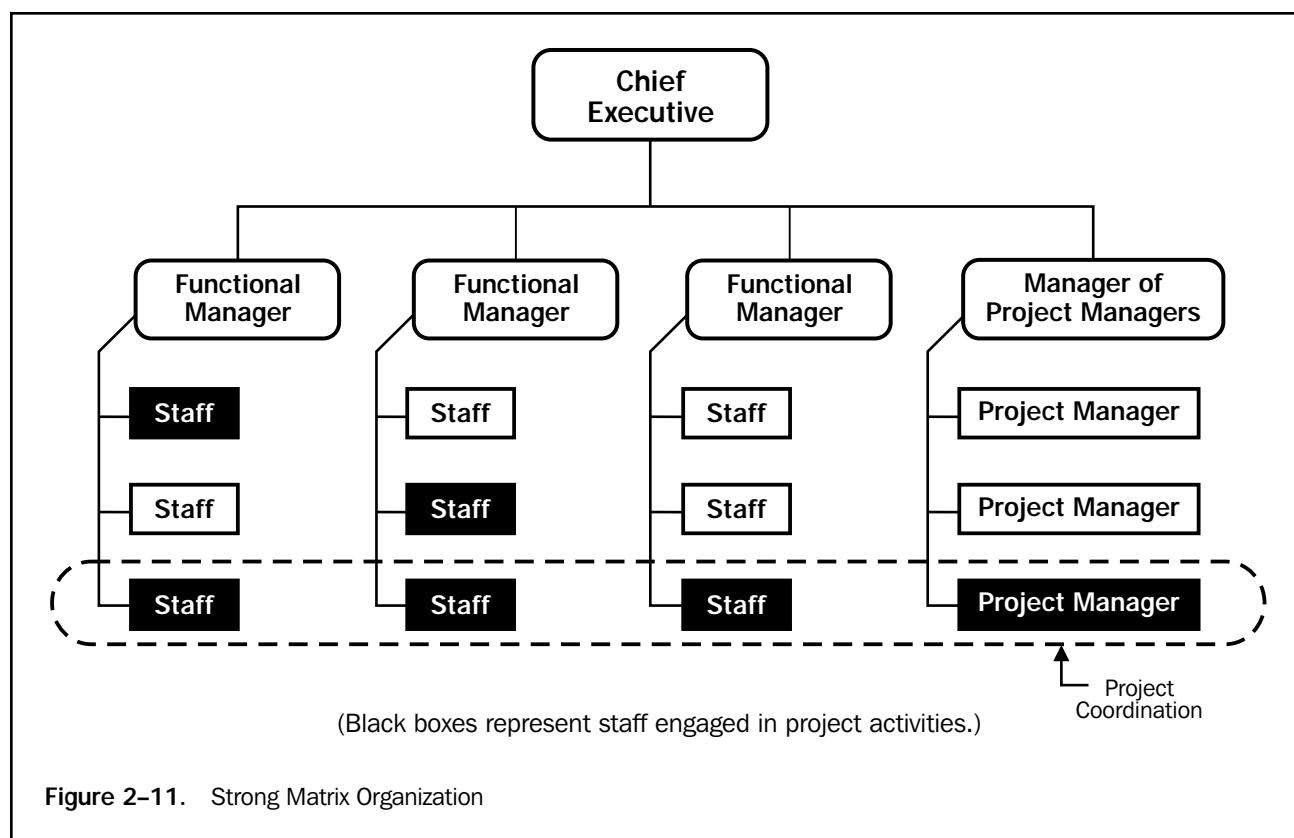 Chief
Executive
Functional
Manager
Functional
Manager
Functional
Manager
Manager of
Project Managers
Staff
Staff
Staff
Project Manager
Staff
Staff
Staff
Project Manager
Staff
Staff
Staff
Project Manager
Project
Coordination
(Black boxes represent staff engaged in project activities.)
Figure 2–11. Strong Matrix Organization